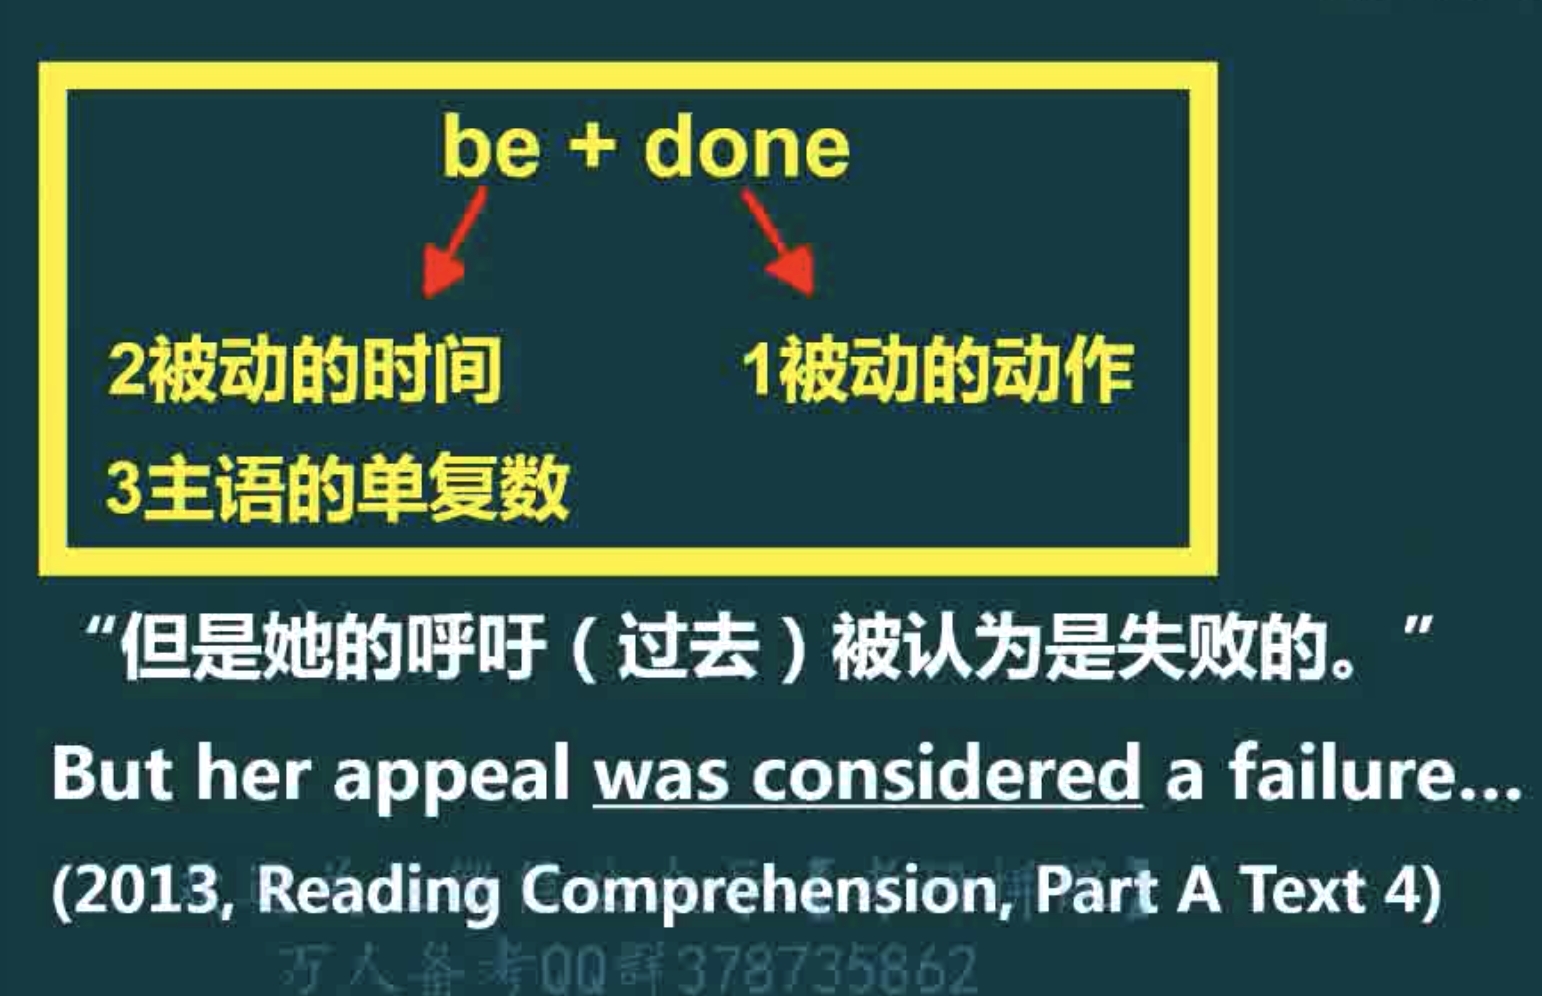 be + done
2被动的时间 1被动的动作
3主语的单复数
“但是她的呼吁（过去）被认为是失败的。”
But her appeal was considered a failure...
(2013, Reading Comprehension, Part A Text 4)
万人备考QQ群378735862